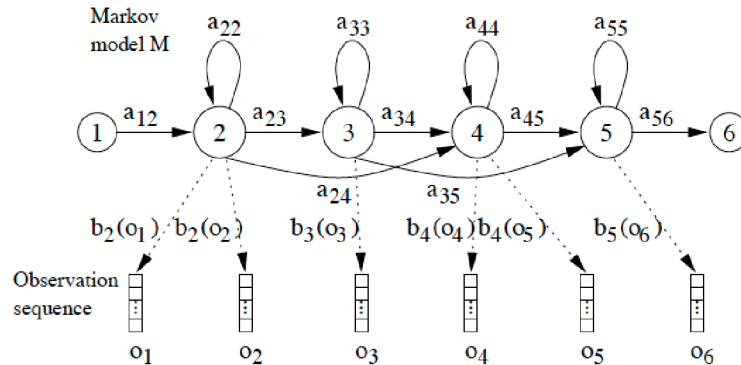 Markov
model M
a22 a33 a44 a55
1 a12 2 a23 3 a34 4 a45 5 a56 6
a24 a35
b2(o1) b2(o2) b3(o3) b4(o4) b4(o5) b5(o6)
Observation
sequence
o1 o2 o3 o4 o5 o6